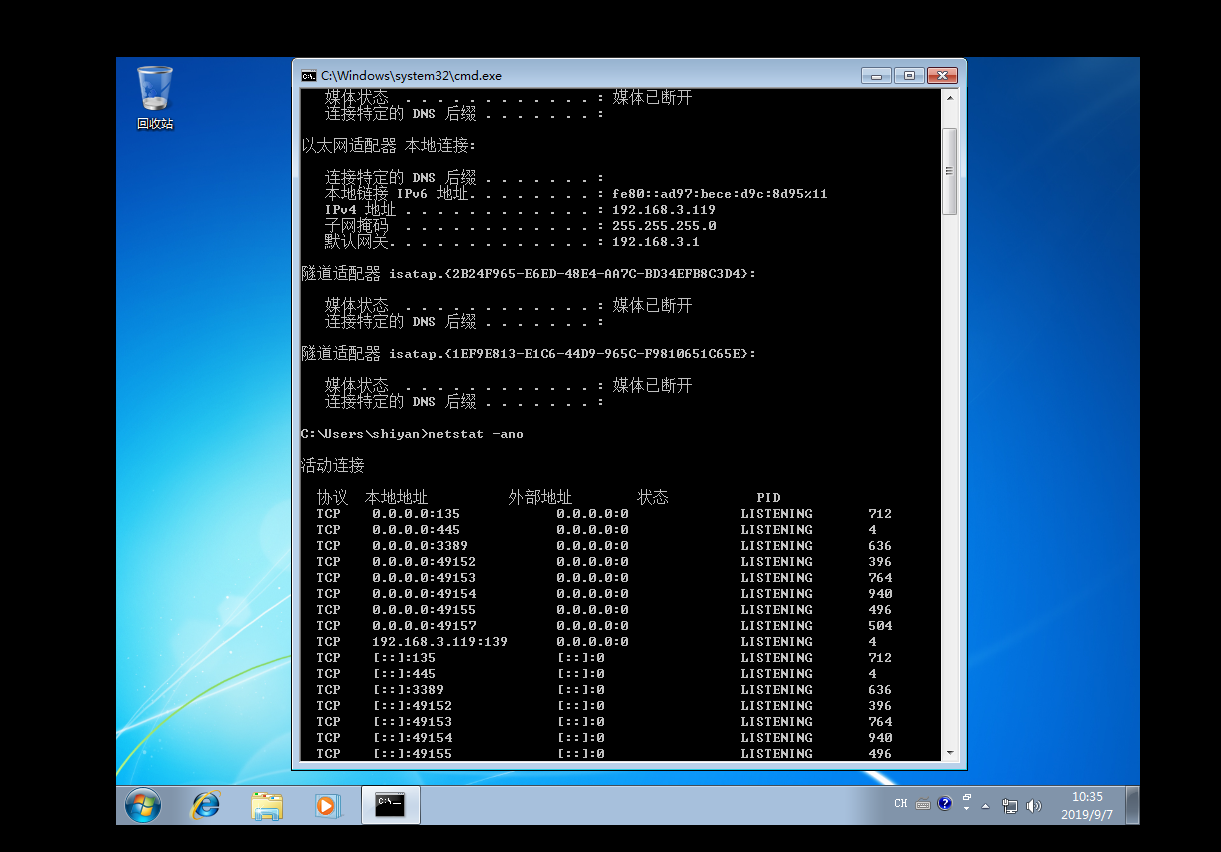 回收站
C:\Windows\system32\cmd.exe
媒体状态 . . . . . . . . . . . . : 媒体已断开
连接特定的 DNS 后缀 . . . . . . . :
以太网适配器 本地连接:
连接特定的 DNS 后缀 . . . . . . . :
本地链接 IPv6 地址. . . . . . . . : fe80::ad97:bece:d9c:8d95%11
IPv4 地址 . . . . . . . . . . . . : 192.168.3.119
子网掩码 . . . . . . . . . . . . : 255.255.255.0
默认网关. . . . . . . . . . . . . : 192.168.3.1
隧道适配器 isatap.{2B24F965-E6ED-48E4-AA7C-BD34EFB8C3D4}:
媒体状态 . . . . . . . . . . . . : 媒体已断开
连接特定的 DNS 后缀 . . . . . . . :
隧道适配器 isatap.{1EF9E813-E1C6-44D9-965C-F9810651C65E}:
媒体状态 . . . . . . . . . . . . : 媒体已断开
连接特定的 DNS 后缀 . . . . . . . :
C:\Users\shiyan>netstat -ano
活动连接
协议 本地地址 外部地址 状态 PID
TCP 0.0.0.0:135 0.0.0.0:0 LISTENING 712
TCP 0.0.0.0:445 0.0.0.0:0 LISTENING 4
TCP 0.0.0.0:3389 0.0.0.0:0 LISTENING 636
TCP 0.0.0.0:49152 0.0.0.0:0 LISTENING 396
TCP 0.0.0.0:49153 0.0.0.0:0 LISTENING 764
TCP 0.0.0.0:49154 0.0.0.0:0 LISTENING 940
TCP 0.0.0.0:49155 0.0.0.0:0 LISTENING 496
TCP 0.0.0.0:49157 0.0.0.0:0 LISTENING 504
TCP 192.168.3.119:139 0.0.0.0:0 LISTENING 4
TCP [::]:135 [::]:0 LISTENING 712
TCP [::]:445 [::]:0 LISTENING 4
TCP [::]:3389 [::]:0 LISTENING 636
TCP [::]:49152 [::]:0 LISTENING 396
TCP [::]:49153 [::]:0 LISTENING 764
TCP [::]:49154 [::]:0 LISTENING 940
TCP [::]:49155 [::]:0 LISTENING 496
CH
10:35
2019/9/7